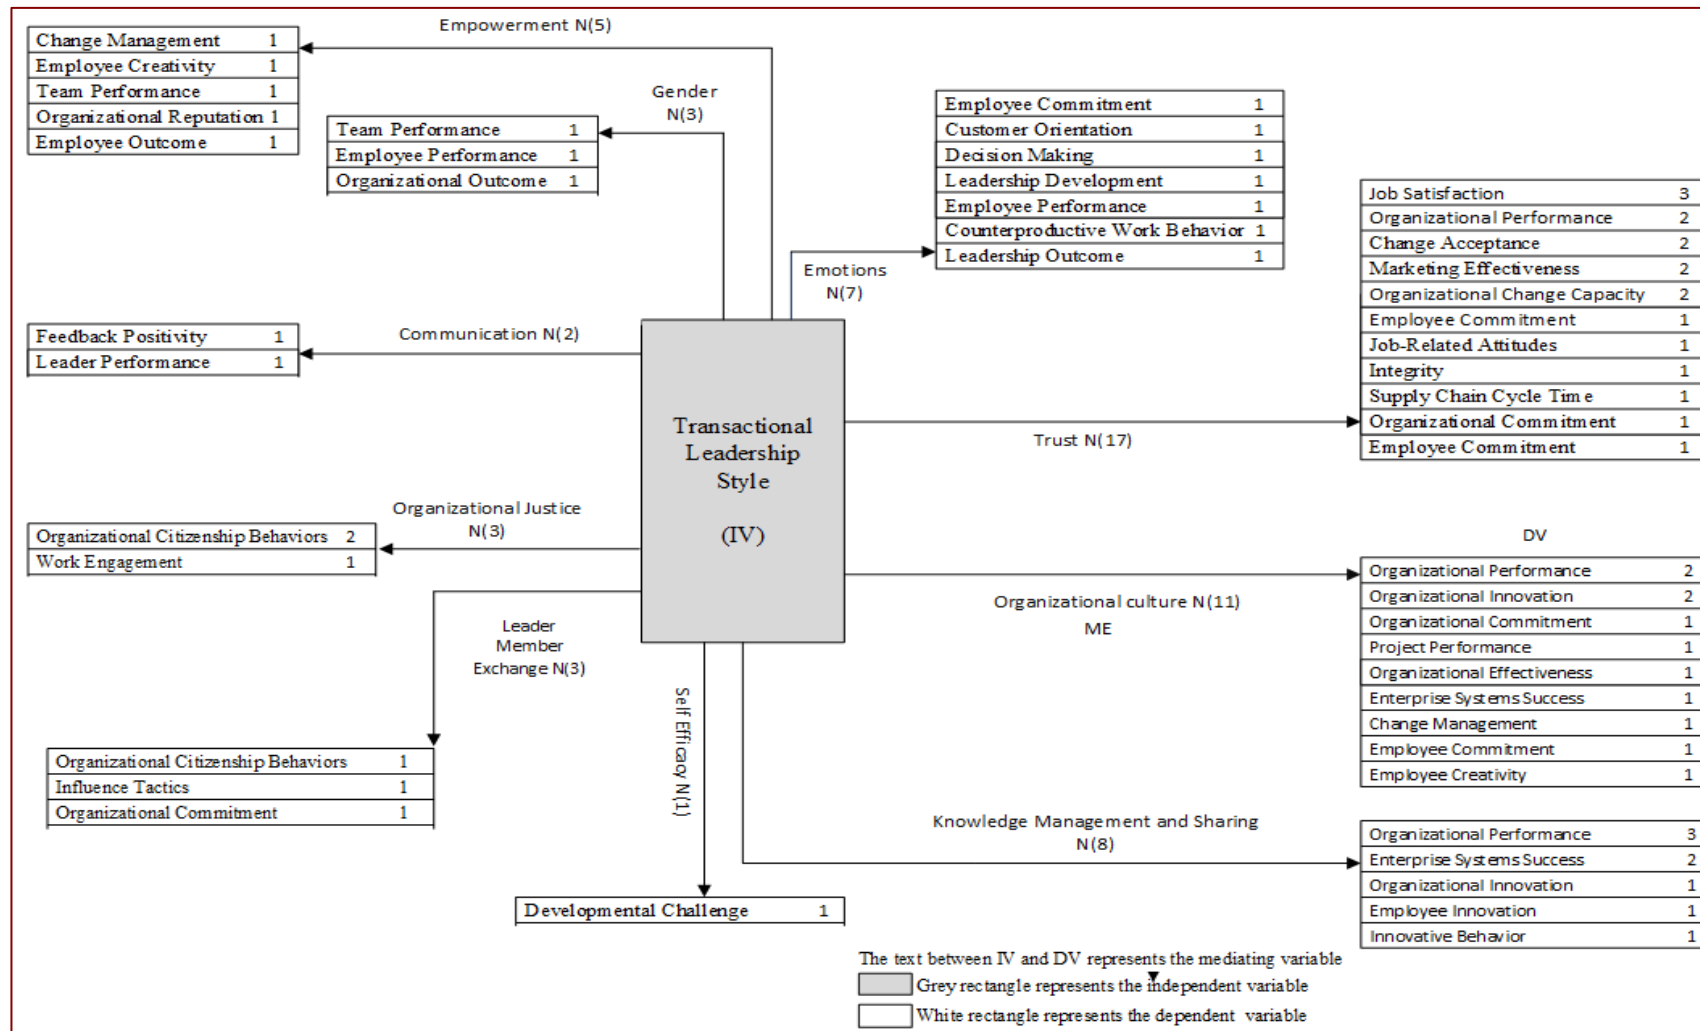 Empowerment N(5)
Change Management 1
Employee Creativity 1
Team Performance 1
Organizational Reputation 1
Employee Outcome 1
Gender
N(3)
Team Performance 1
Employee Performance 1
Organizational Outcome 1
Employee Commitment 1
Customer Orientation 1
Decision Making 1
Leadership Development 1
Employee Performance 1
Counterproductive Work Behavior 1
Leadership Outcome 1
Emotions
N(7)
Job Satisfaction 3
Organizational Performance 2
Change Acceptance 2
Marketing Effectiveness 2
Organizational Change Capacity 2
Employee Commitment 1
Job-Related Attitudes 1
Integrity 1
Supply Chain Cycle Time 1
Organizational Commitment 1
Employee Commitment 1
Trust N(17)
Communication N(2)
Feedback Positivity 1
Leader Performance 1
Transactional
Leadership
Style
(IV)
Organizational Justice
N(3)
Organizational Citizenship Behaviors 2
Work Engagement 1
DV
Organizational culture N(11)
ME
Organizational Performance 2
Organizational Innovation 2
Organizational Commitment 1
Project Performance 1
Organizational Effectiveness 1
Enterprise Systems Success 1
Change Management 1
Employee Commitment 1
Employee Creativity 1
Leader
Member
Exchange N(3)
Organizational Citizenship Behaviors 1
Influence Tactics 1
Organizational Commitment 1
Self Efficacy N(1)
Developmental Challenge 1
Knowledge Management and Sharing
N(8)
Organizational Performance 3
Enterprise Systems Success 2
Organizational Innovation 1
Employee Innovation 1
Innovative Behavior 1
The text between IV and DV represents the mediating variable
Grey rectangle represents the independent variable
White rectangle represents the dependent variable